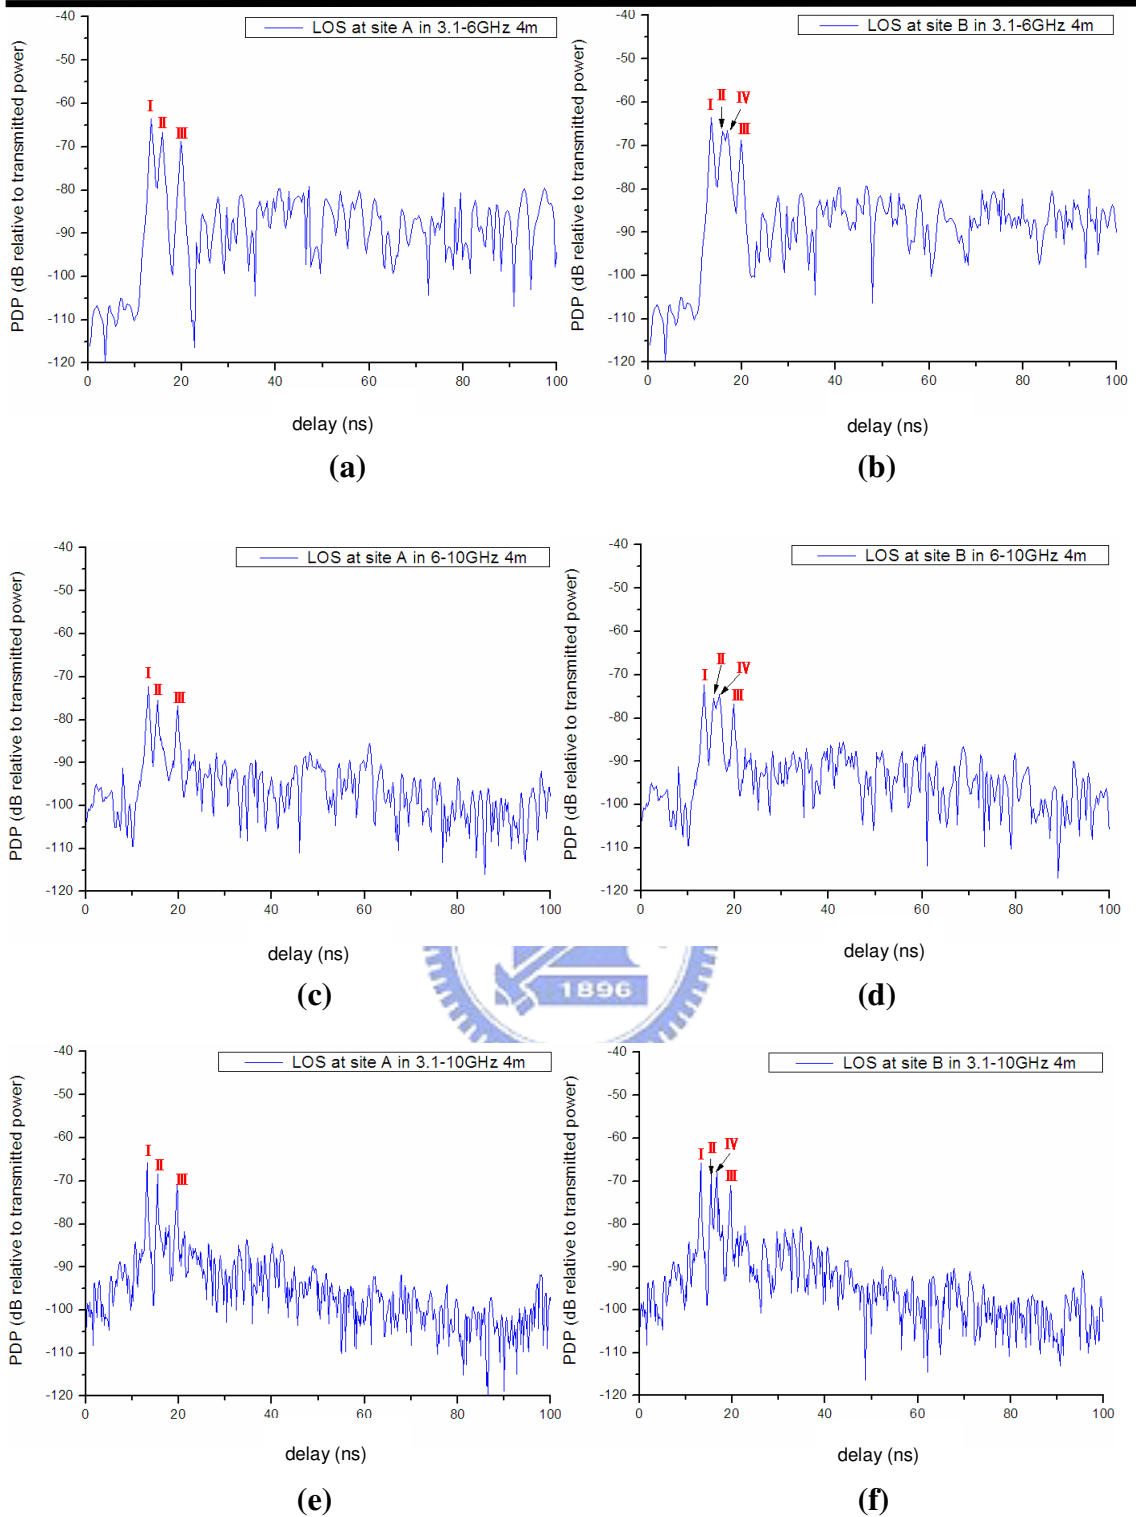 LOS at site A in 3.1-6GHz 4m
PDP (dB relative to transmitted power)
-40
-50
-60
-70
-80
-90
-100
-110
-120
I
II
III
0 20 40 60 80 100
delay (ns)
(a)
LOS at site B in 3.1-6GHz 4m
PDP (dB relative to transmitted power)
-40
-50
-60
-70
-80
-90
-100
-110
-120
I
II
IV
III
0 20 40 60 80 100
delay (ns)
(b)
LOS at site A in 6-10GHz 4m
PDP (dB relative to transmitted power)
-40
-50
-60
-70
-80
-90
-100
-110
-120
I
II
III
0 20 40 60 80 100
delay (ns)
(c)
LOS at site B in 6-10GHz 4m
PDP (dB relative to transmitted power)
-40
-50
-60
-70
-80
-90
-100
-110
-120
I
II
IV
III
0 20 40 60 80 100
delay (ns)
(d)
1896
LOS at site A in 3.1-10GHz 4m
PDP (dB relative to transmitted power)
-40
-50
-60
-70
-80
-90
-100
-110
-120
I
II
III
0 20 40 60 80 100
delay (ns)
(e)
LOS at site B in 3.1-10GHz 4m
PDP (dB relative to transmitted power)
-40
-50
-60
-70
-80
-90
-100
-110
-120
I
II
IV
III
0 20 40 60 80 100
delay (ns)
(f)